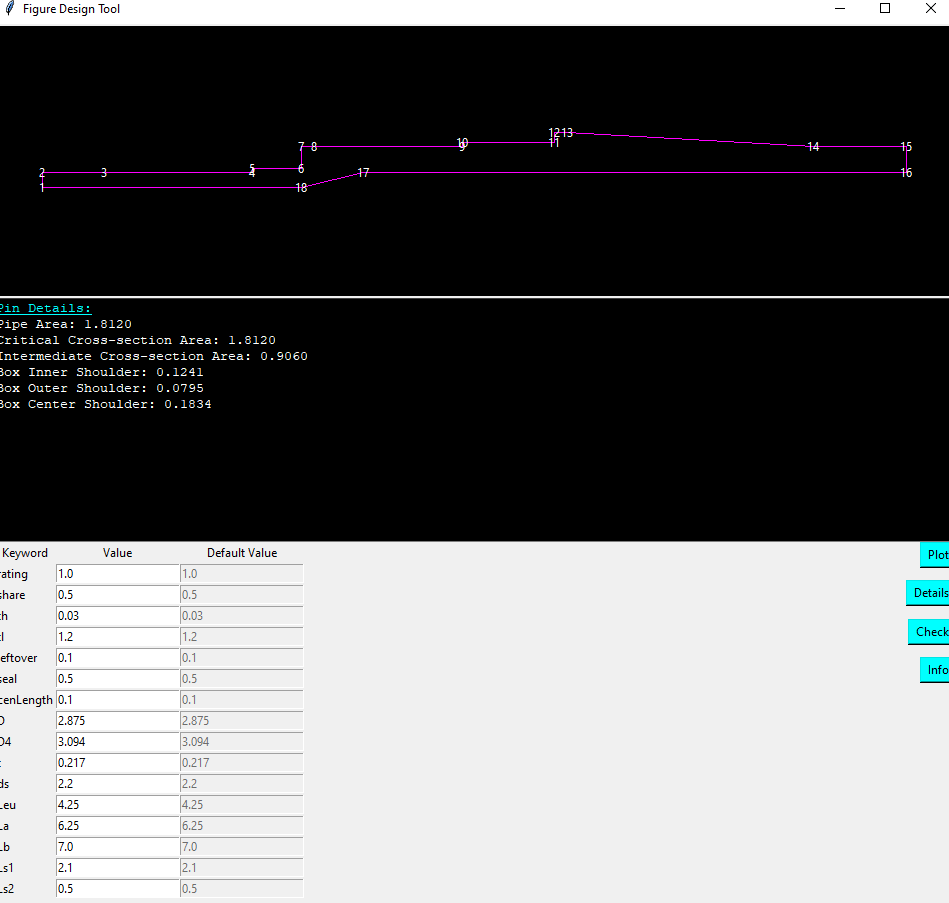 Figure Design Tool
12 13
7 8 10 9 11 14 15
5 6
2 3 4 17 16
1 18
Pin Details:
Pipe Area: 1.8120
Critical Cross-section Area: 1.8120
Intermediate Cross-section Area: 0.9060
Box Inner Shoulder: 0.1241
Box Outer Shoulder: 0.0795
Box Center Shoulder: 0.1834
Keyword Value Default Value Plot
rating 1.0 1.0
share 0.5 0.5 Details
h 0.03 0.03
l 1.2 1.2 Check
eftover 0.1 0.1
seal 0.5 0.5 Info
cenLength 0.1 0.1
D 2.875 2.875
D4 3.094 3.094
0.217 0.217
ds 2.2 2.2
Leu 4.25 4.25
La 6.25 6.25
Lb 7.0 7.0
Ls1 2.1 2.1
Ls2 0.5 0.5